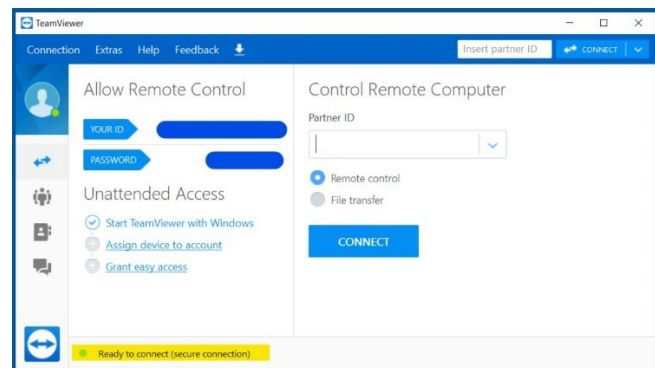 TeamViewer
Connection Extras Help Feedback
Insert partner ID
CONNECT
Allow Remote Control
YOUR ID
PASSWORD
Unattended Access
Start TeamViewer with Windows
Assign device to account
Grant easy access
Control Remote Computer
Partner ID
Remote control
File transfer
CONNECT
Ready to connect (secure connection)